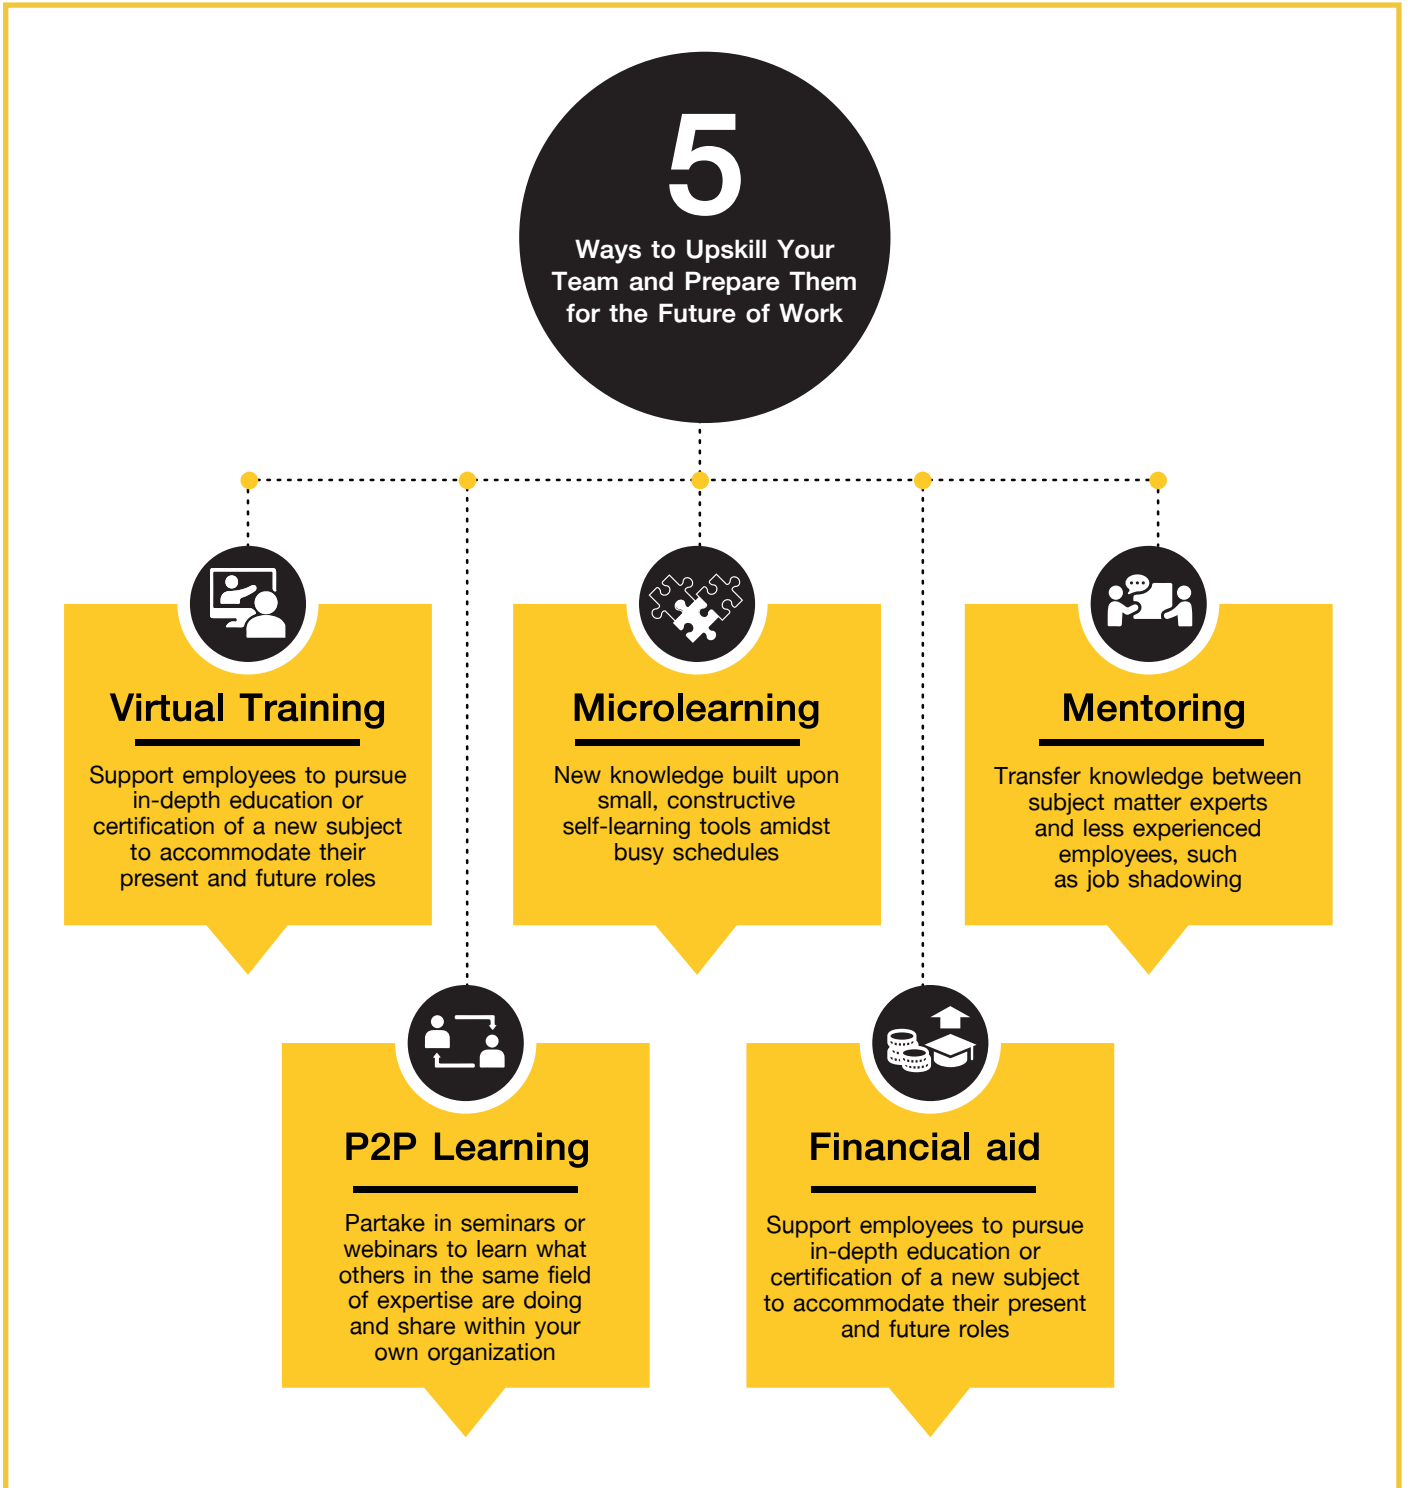 5
Ways to Upskill Your
Team and Prepare Them
for the Future of Work
Virtual Training
Support employees to pursue
in-depth education or
certification of a new subject
to accommodate their
present and future roles
Microlearning
New knowledge built upon
small, constructive
self-learning tools amidst
busy schedules
Mentoring
Transfer knowledge between
subject matter experts
and less experienced
employees, such
as job shadowing
P2P Learning
Partake in seminars or
webinars to learn what
others in the same field
of expertise are doing
and share within your
own organization
Financial aid
Support employees to pursue
in-depth education or
certification of a new subject
to accommodate their present
and future roles